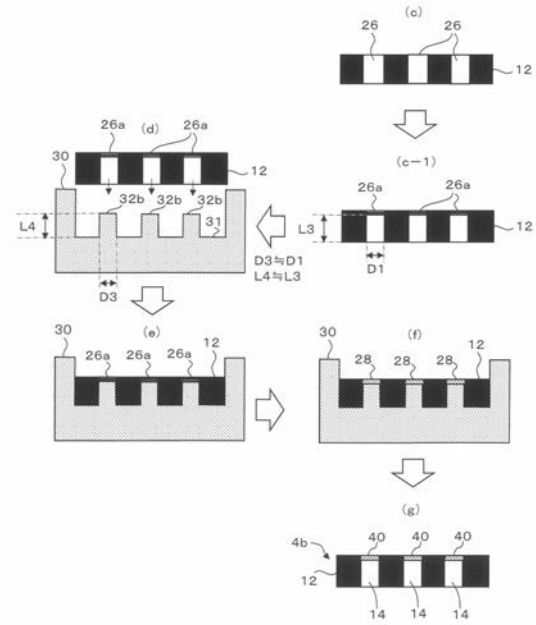 (c)
26 26
12
(d)
26a 26a
30
12
32b 32b 32b
31
L4
D3
(c-1)
26a 26a
L3
12
D1
D3≒D1
L4≒L3
(e)
30
26a 26a 26a 12
(f)
30
28 28 28 12
(g)
40 40 40
4b
12
14 14 14